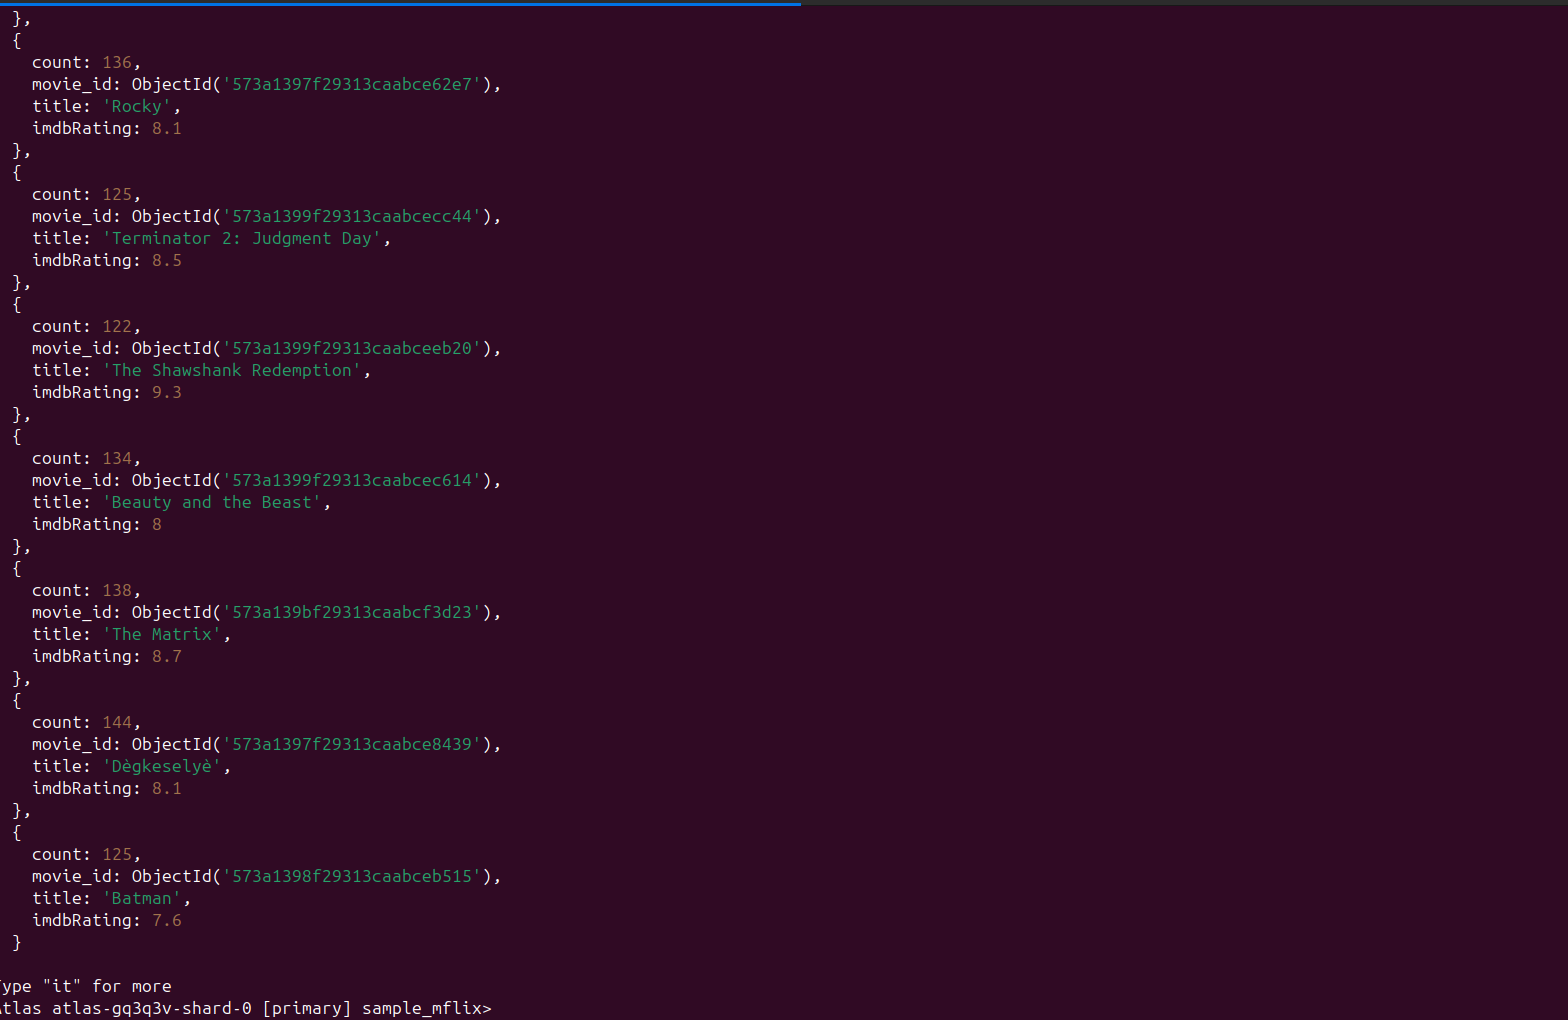 },
{
count: 136,
movie_id: ObjectId('573a1397f29313caabce62e7'),
title: 'Rocky',
imdbRating: 8.1
},
{
count: 125,
movie_id: ObjectId('573a1399f29313caabcecc44'),
title: 'Terminator 2: Judgment Day',
imdbRating: 8.5
},
{
count: 122,
movie_id: ObjectId('573a1399f29313caabceeb20'),
title: 'The Shawshank Redemption',
imdbRating: 9.3
},
{
count: 134,
movie_id: ObjectId('573a1399f29313caabcec614'),
title: 'Beauty and the Beast',
imdbRating: 8
},
{
count: 138,
movie_id: ObjectId('573a139bf29313caabcf3d23'),
title: 'The Matrix',
imdbRating: 8.7
},
{
count: 144,
movie_id: ObjectId('573a1397f29313caabce8439'),
title: 'Dègkeselyè',
imdbRating: 8.1
},
{
count: 125,
movie_id: ObjectId('573a1398f29313caabceb515'),
title: 'Batman',
imdbRating: 7.6
}
Type "it" for more
Atlas atlas-gq3q3v-shard-0 [primary] sample_mflix>